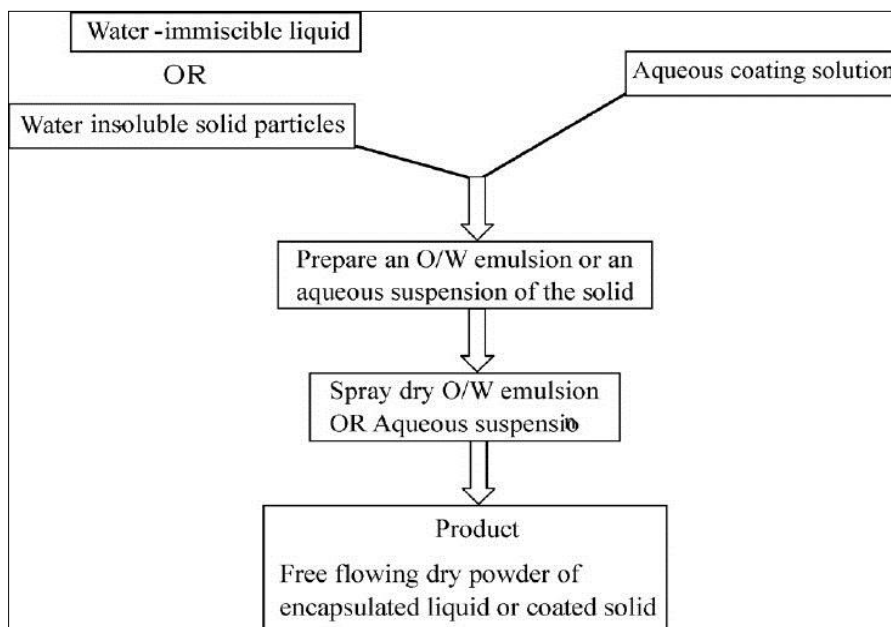 Water -immiscible liquid
OR
Water insoluble solid particles
Aqueous coating solution
Prepare an O/W emulsion or an
aqueous suspension of the solid
Spray dry O/W emulsion
OR Aqueous suspension
Product
Free flowing dry powder of
encapsulated liquid or coated solid